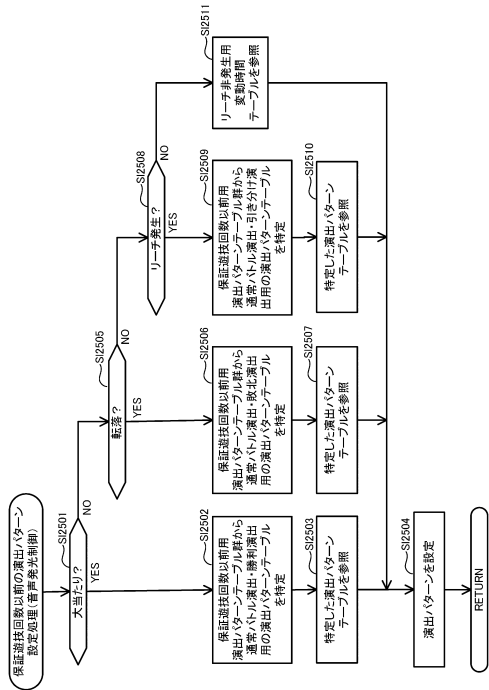 保証遊技回数以前の演出パターン
設定処理(音声発光制御)
SI2501
大当たり?
NO
YES
SI2502
保証遊技回数以前用
演出パターンテーブル群から
通常バトル演出・勝利演出
用の演出パターンテーブル
を特定
SI2503
特定した演出パターン
テーブルを参照
SI2504
演出パターンを設定
RETURN
SI2505
転落?
NO
YES
SI2506
保証遊技回数以前用
演出パターンテーブル群から
通常バトル演出・敗北演出
用の演出パターンテーブル
を特定
SI2507
特定した演出パターン
テーブルを参照
SI2508
リーチ発生?
NO
YES
SI2509
保証遊技回数以前用
演出パターンテーブル群から
通常バトル演出・引き分け演
出用の演出パターンテーブル
を特定
SI2510
特定した演出パターン
テーブルを参照
SI2511
リーチ非発生用
変動時間
テーブルを参照